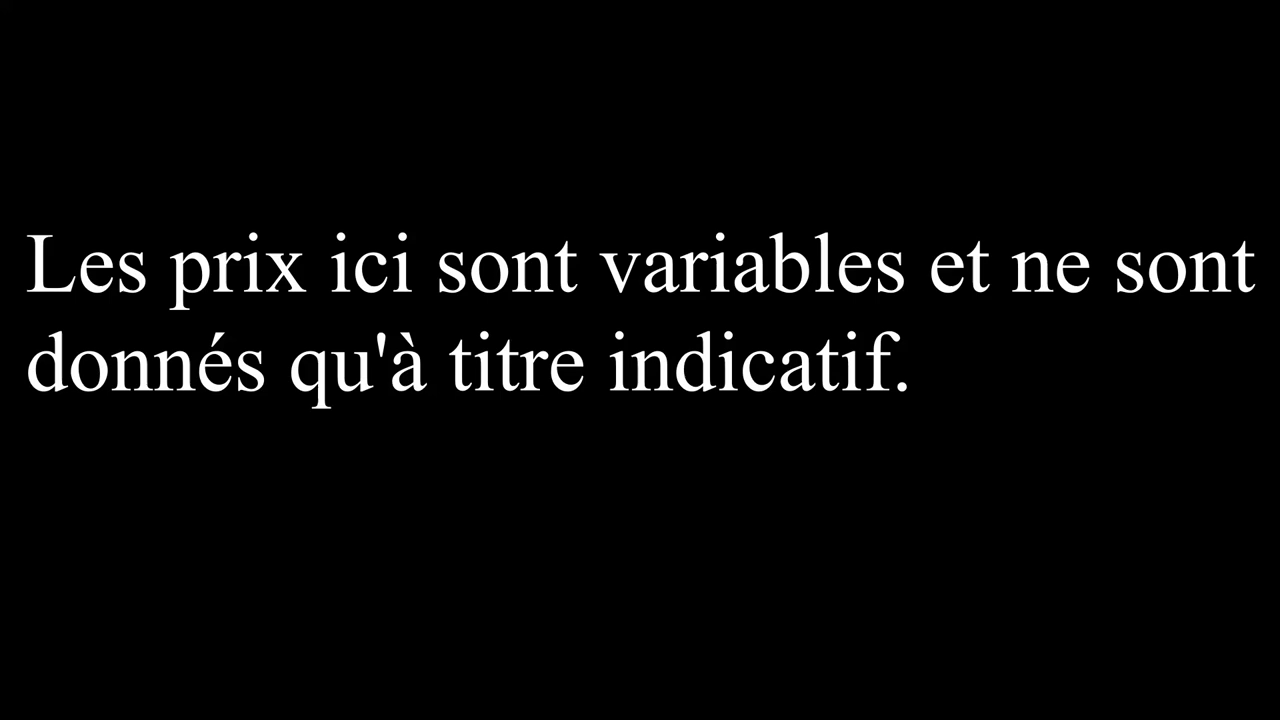 Les prix ici sont variables et ne sont
donnés qu'à titre indicatif.